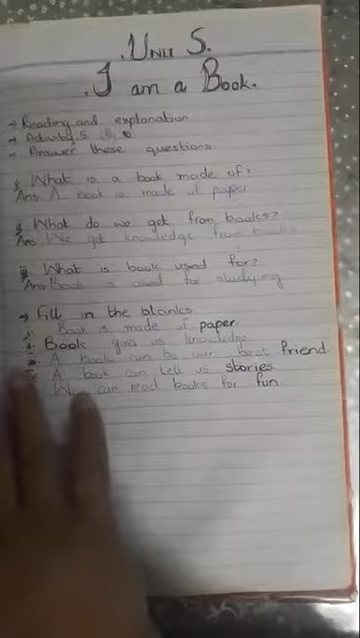 Unit 5.
I am a Book.
→ Reading and explanation
→ Activity 5
→ Answer these questions
What is a book made of?
Ans A book is made of paper
What do we get from books?
Ans We get knowledge from books
What is book used for?
Ans Book is used for studying
→ Fill in the blanks
Book is made of paper
Book gives us knowledge
A book can be our best friend
A book can tell us stories
We can read books for fun.